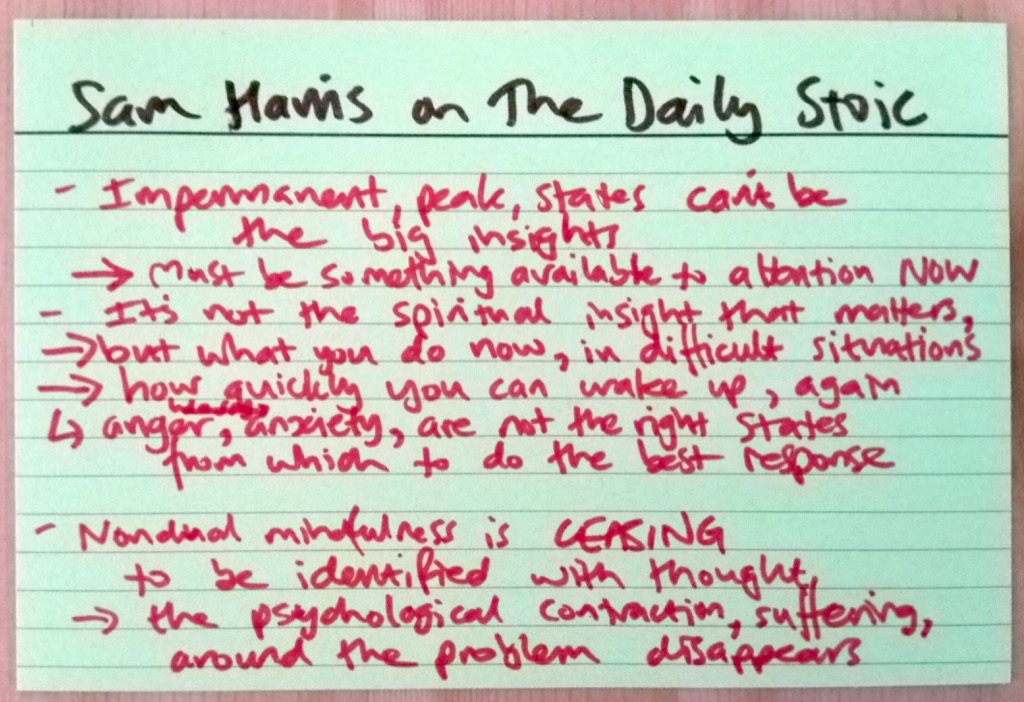 Sam Harris on The Daily Stoic
- Impermanent, peak, states can't be
the big insights
→ Must be something available to attention NOW
- It's not the spiritual insight that matters,
→ but what you do now, in difficult situations
→ how quickly you can wake up, again
↳ anger, anxiety, are not the right states
from which to do the best response
- Nondual mindfulness is CEASING
to be identified with thought,
→ the psychological contraction, suffering,
around the problem disappears